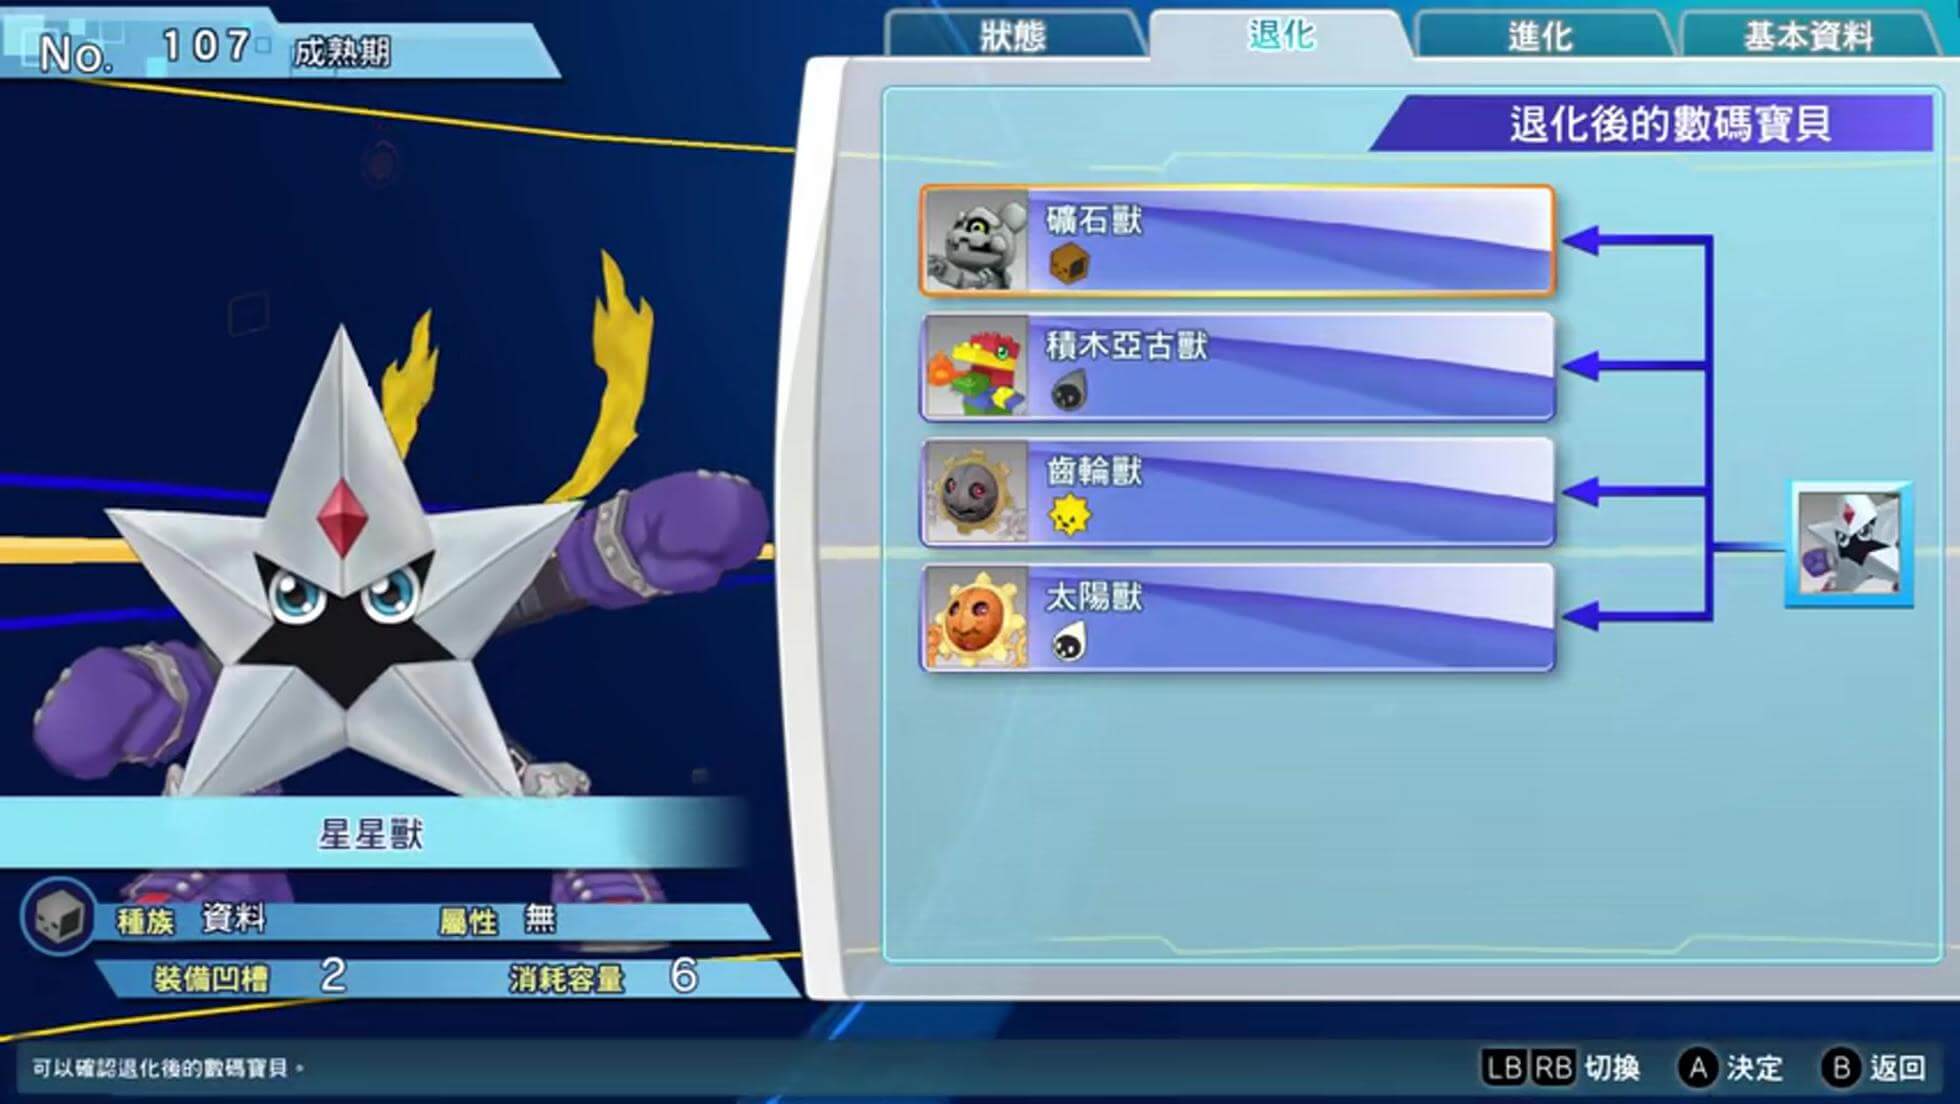 No. 107 成熟期
狀態 退化 進化 基本資料
退化後的數碼寶貝
礦石獸
積木亞古獸
齒輪獸
太陽獸
星星獸
種族 資料 屬性 無
裝備凹槽 2 消耗容量 6
可以確認退化後的數碼寶貝。
LB RB 切換 A 決定 B 返回